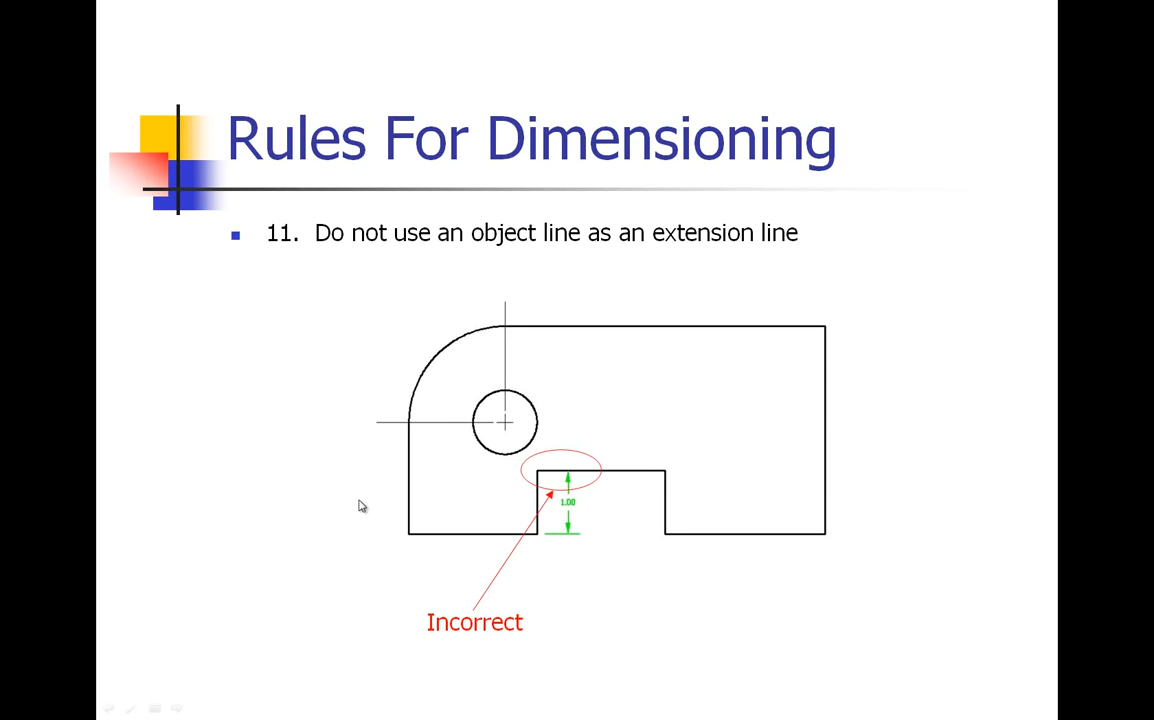 Rules For Dimensioning
11. Do not use an object line as an extension line
1.00
Incorrect